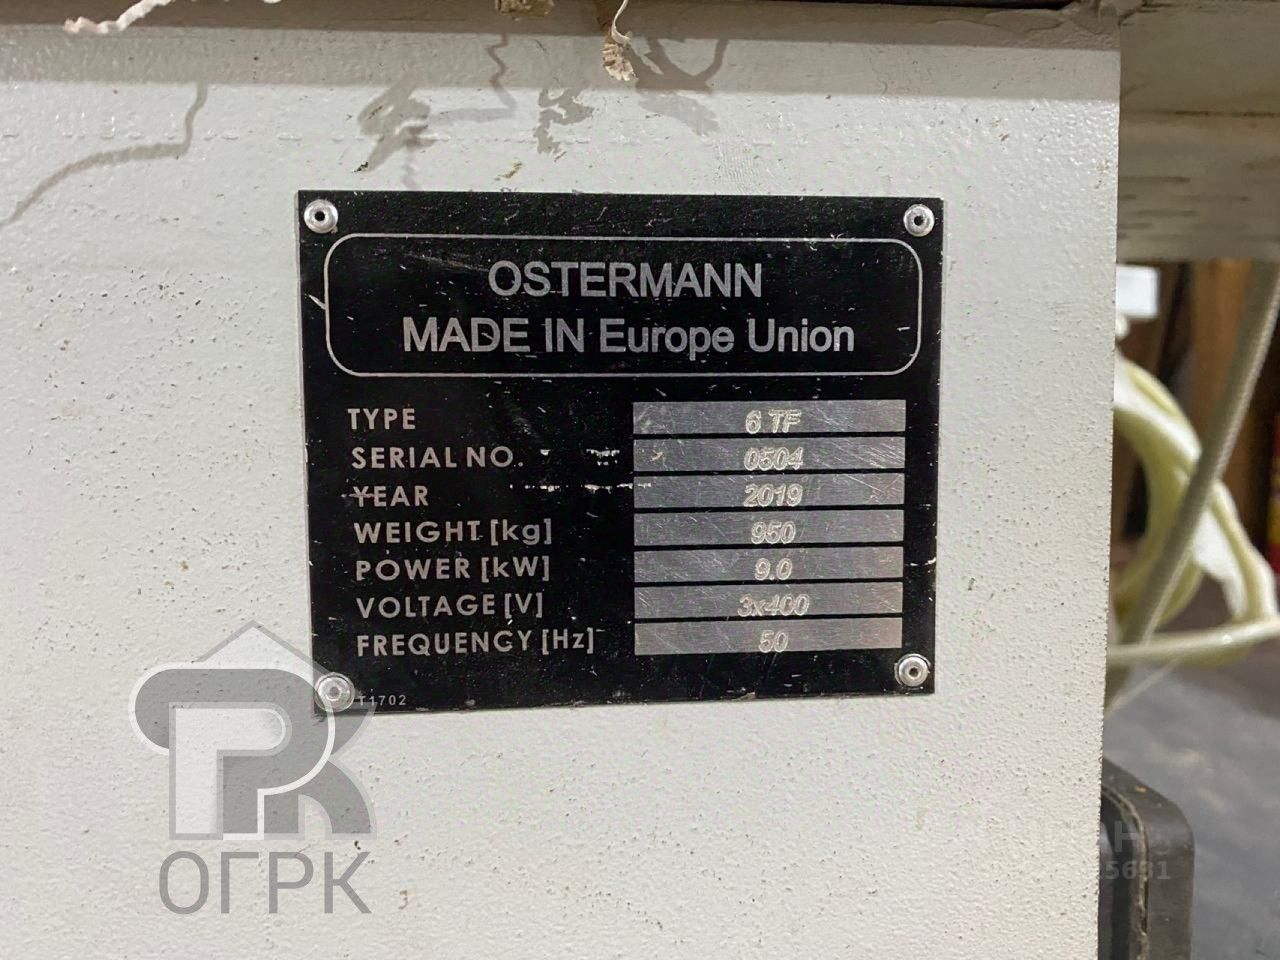 OSTERMANN
MADE IN Europe Union
TYPE 6 TF
SERIAL NO. 0504
YEAR 2019
WEIGHT [kg] 950
POWER [kW] 9.0
VOLTAGE [V] 3x400
FREQUENCY [Hz] 50
T1702
ОГРК